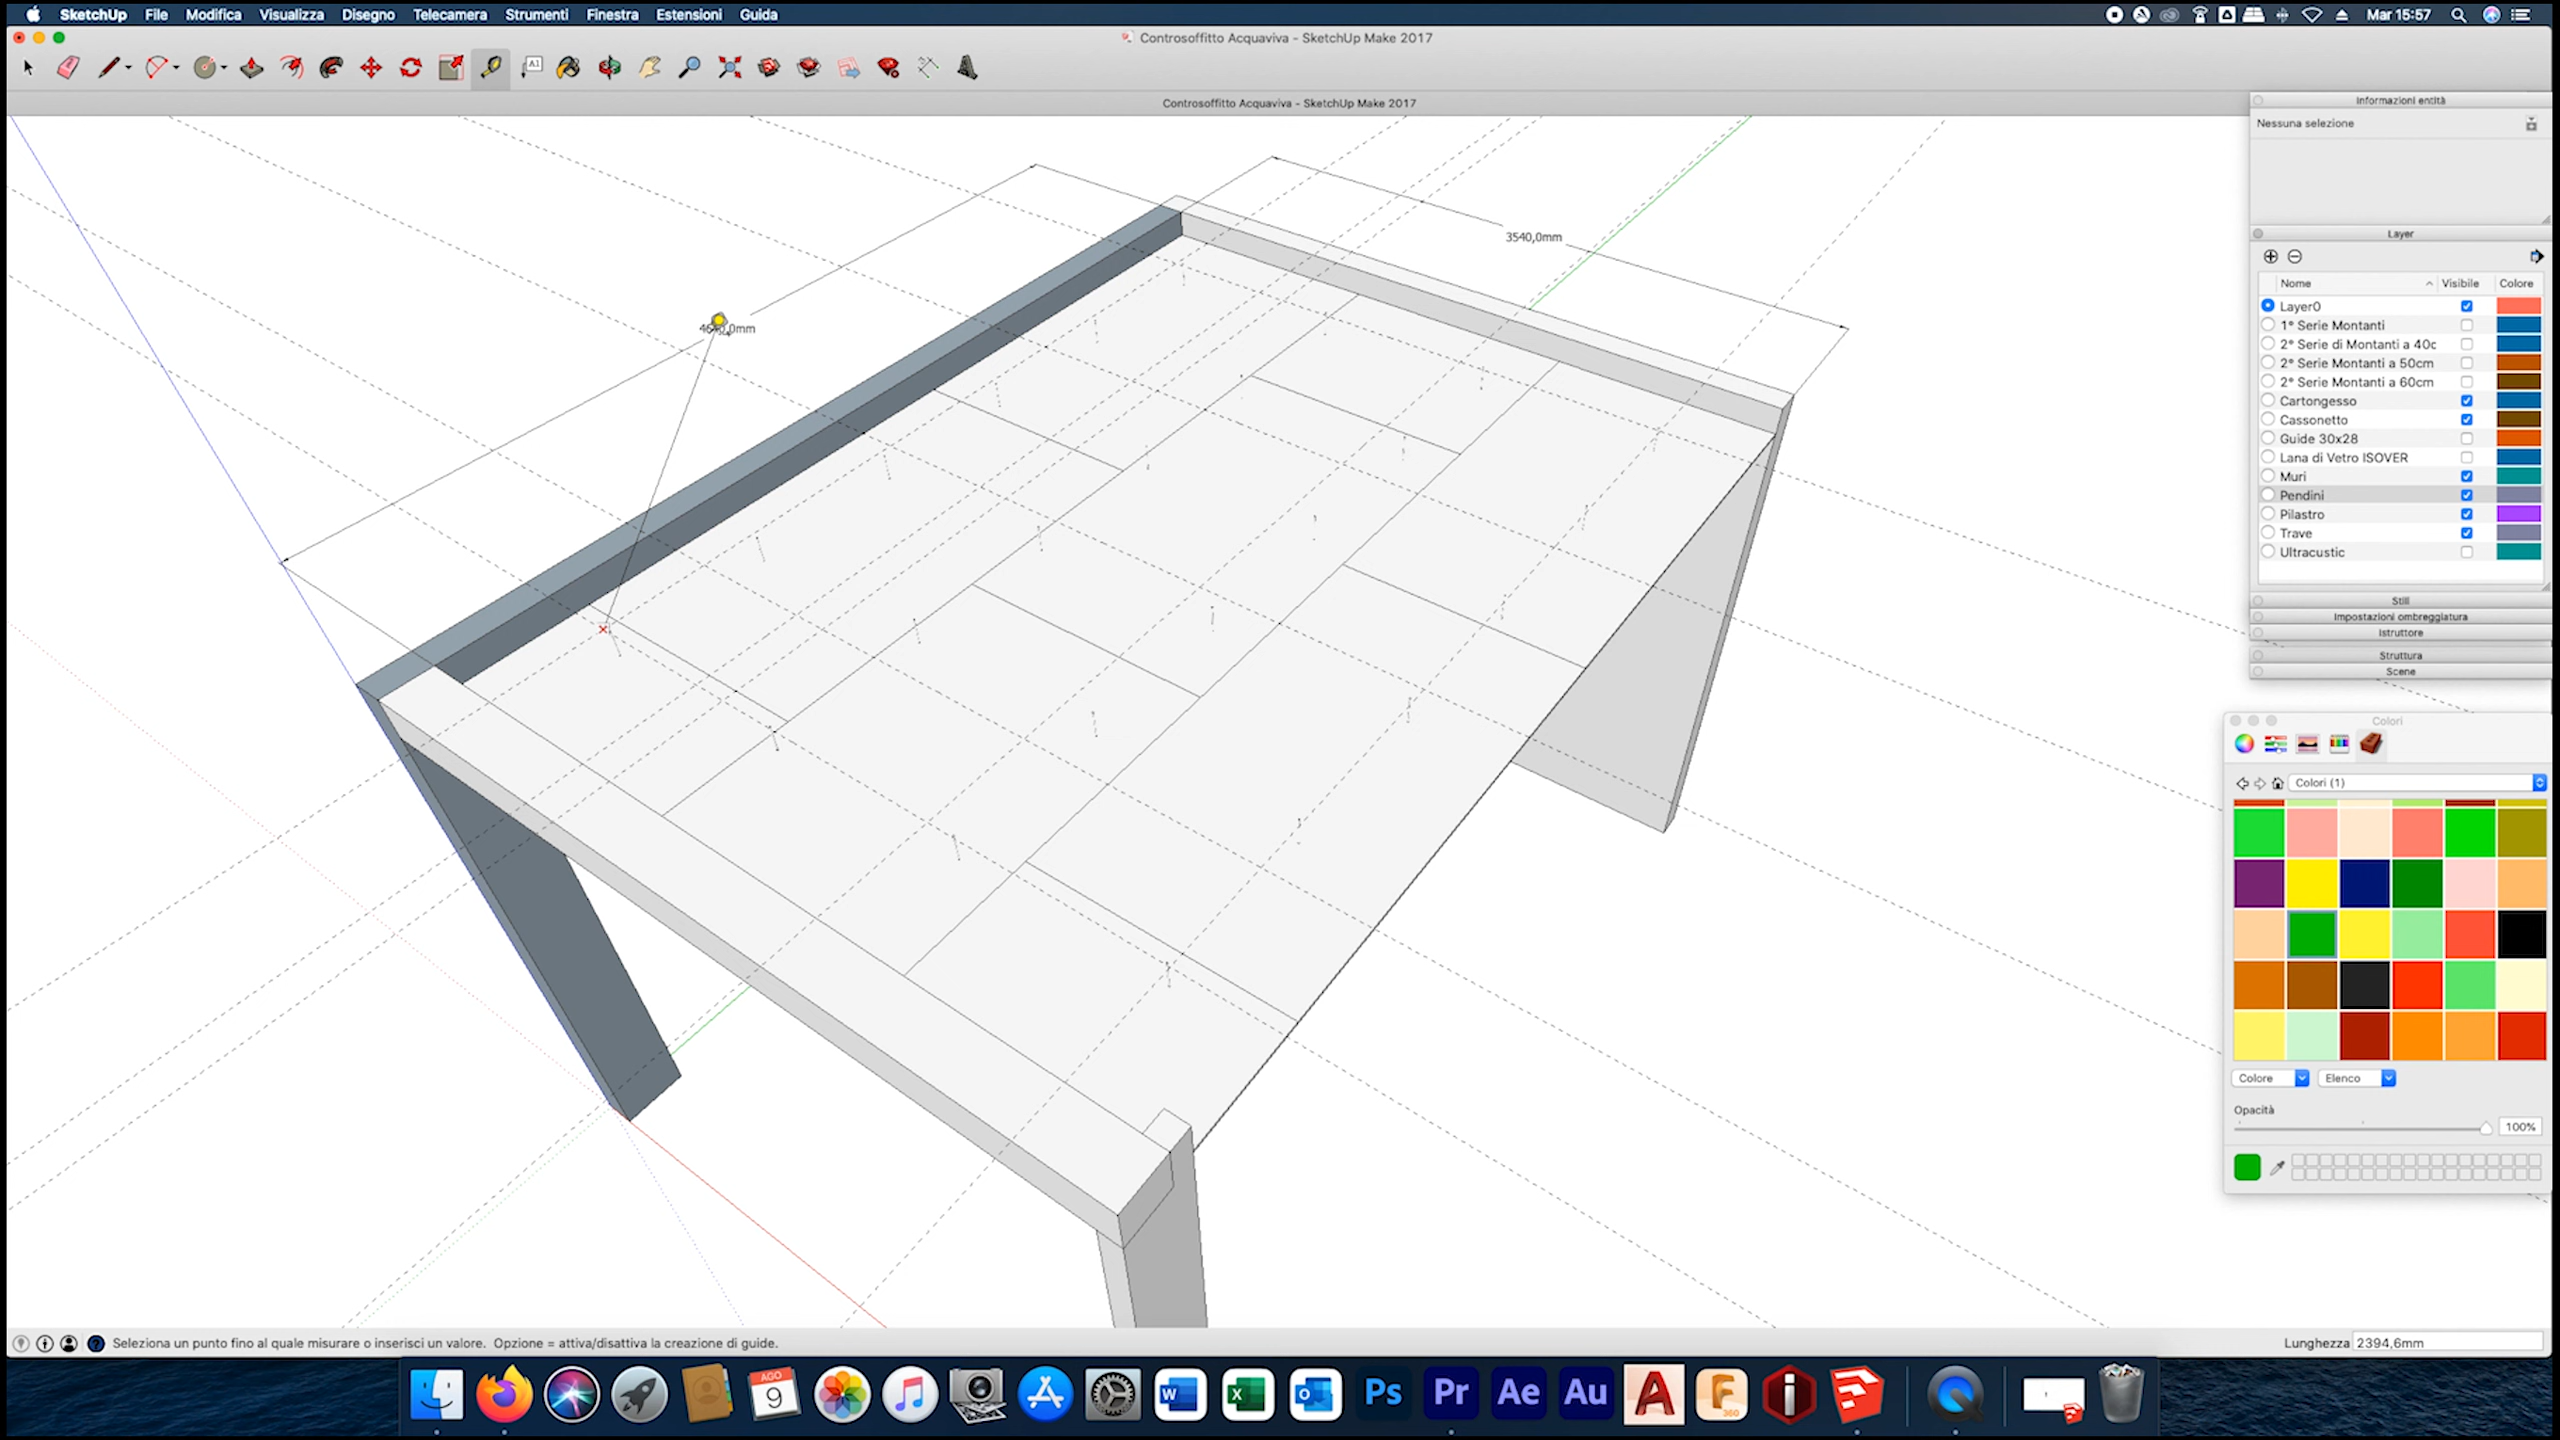 SketchUp File Modifica Visualizza Disegno Telecamera Strumenti Finestra Estensioni Guida Mar 15:57
Controsoffitto Acquaviva - SketchUp Make 2017
A1
Controsoffitto Acquaviva - SketchUp Make 2017
Informazioni entità
Nessuna selezione
Layer
Nome Visibile Colore
Layer0
1° Serie Montanti
2° Serie di Montanti a 40c
2° Serie Montanti a 50cm
2° Serie Montanti a 60cm
Cartongesso
Cassonetto
Guide 30x28
Lana di Vetro ISOVER
Muri
Pendini
Pilastro
Trave
Ultracustic
Stili
Impostazioni ombreggiatura
Istruttore
Struttura
Scene
3540,0mm
Colori
Colori (1)
Colore Elenco
Opacità
100%
Seleziona un punto fino al quale misurare o inserisci un valore. Opzione = attiva/disattiva la creazione di guide.
Lunghezza 2394,6mm
AGO
9
W
X
O
Ps
Pr
Ae
Au
A
F
360
i